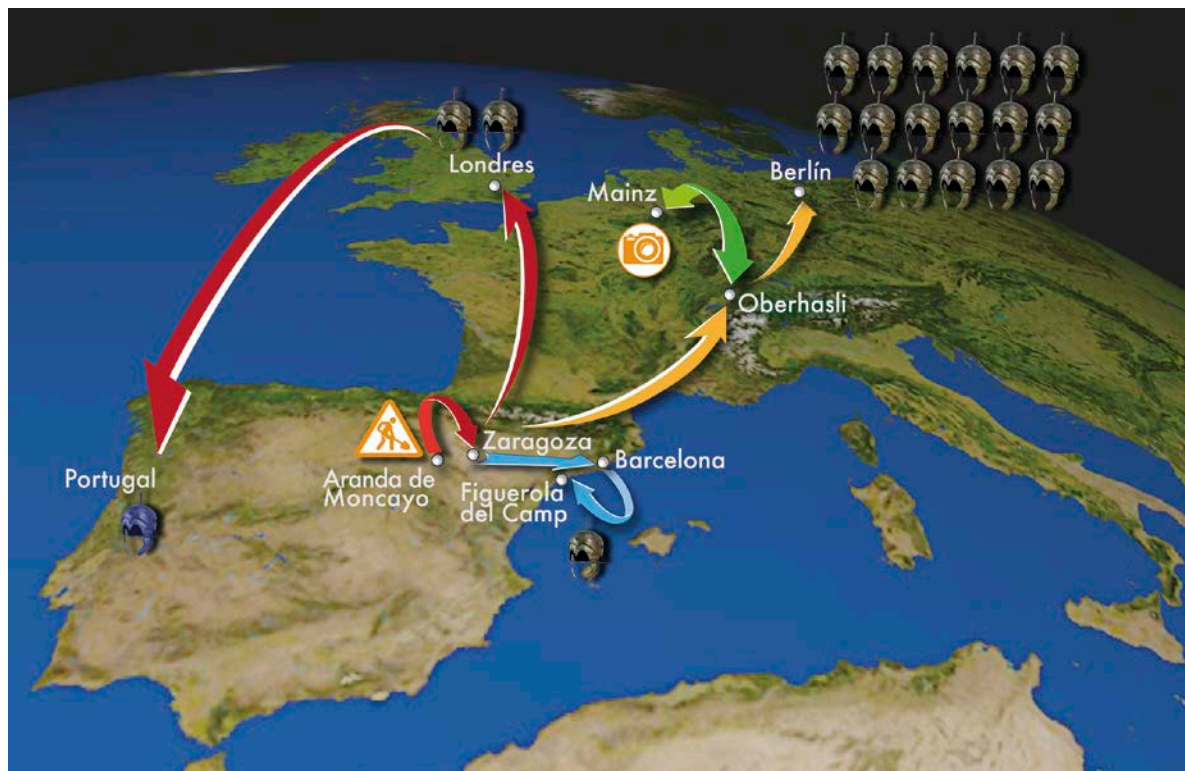 Londres
Mainz
Berlín
Oberhasli
Zaragoza
Barcelona
Portugal
Aranda de
Moncayo
Figuerola
del Camp